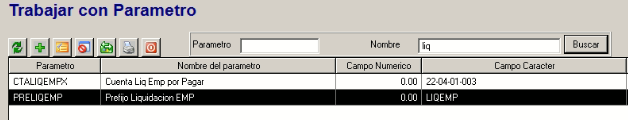 Trabajar con Parametro
Parametro Nombre liq Buscar
Parametro Nombre del parametro Campo Numerico Campo Caracter
CTALIQEMPX Cuenta Liq Emp por Pagar 0.00 22-04-01-003
PRELIQEMP Prefijo Liquidacion EMP 0.00 LIQEMP